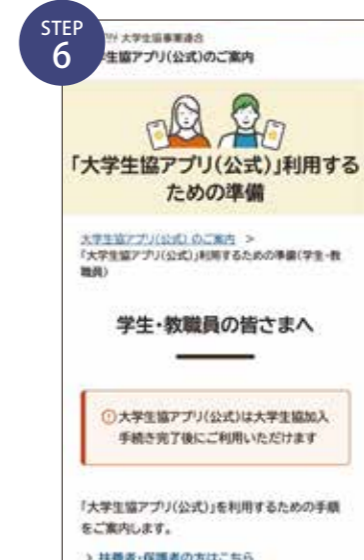 STEP
6
大学生協事業連合
生協アプリ(公式)のご案内
「大学生協アプリ(公式)」利用する
ための準備
大学生協アプリ(公式) のご案内 >
「大学生協アプリ(公式)」利用するための準備(学生・教
職員)
学生・教職員の皆さまへ
大学生協アプリ(公式)は大学生協加入
手続き完了後にご利用いただけます
「大学生協アプリ(公式)」を利用するための手順
をご案内します。
> 扶養者・保護者の方はこちら